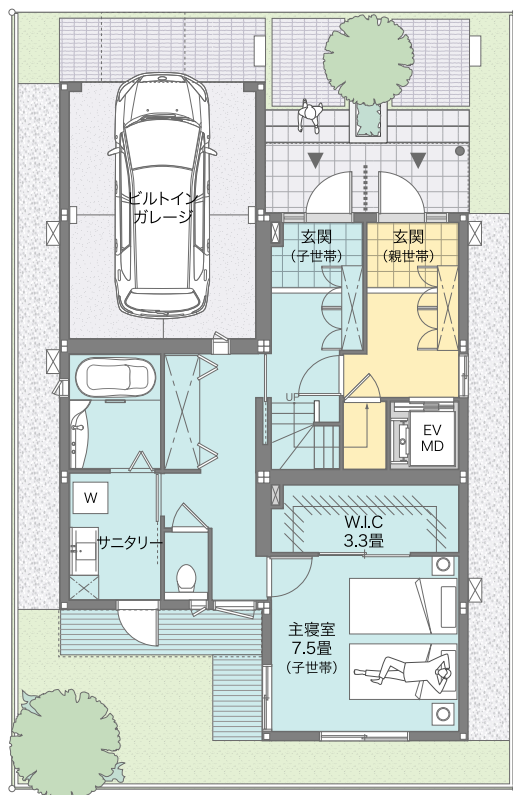 ビルトイン
ガレージ
玄関
(子世帯)
玄関
(親世帯)
UP
EV
MD
W
サニタリー
W.I.C
3.3畳
主寝室
7.5畳
(子世帯)